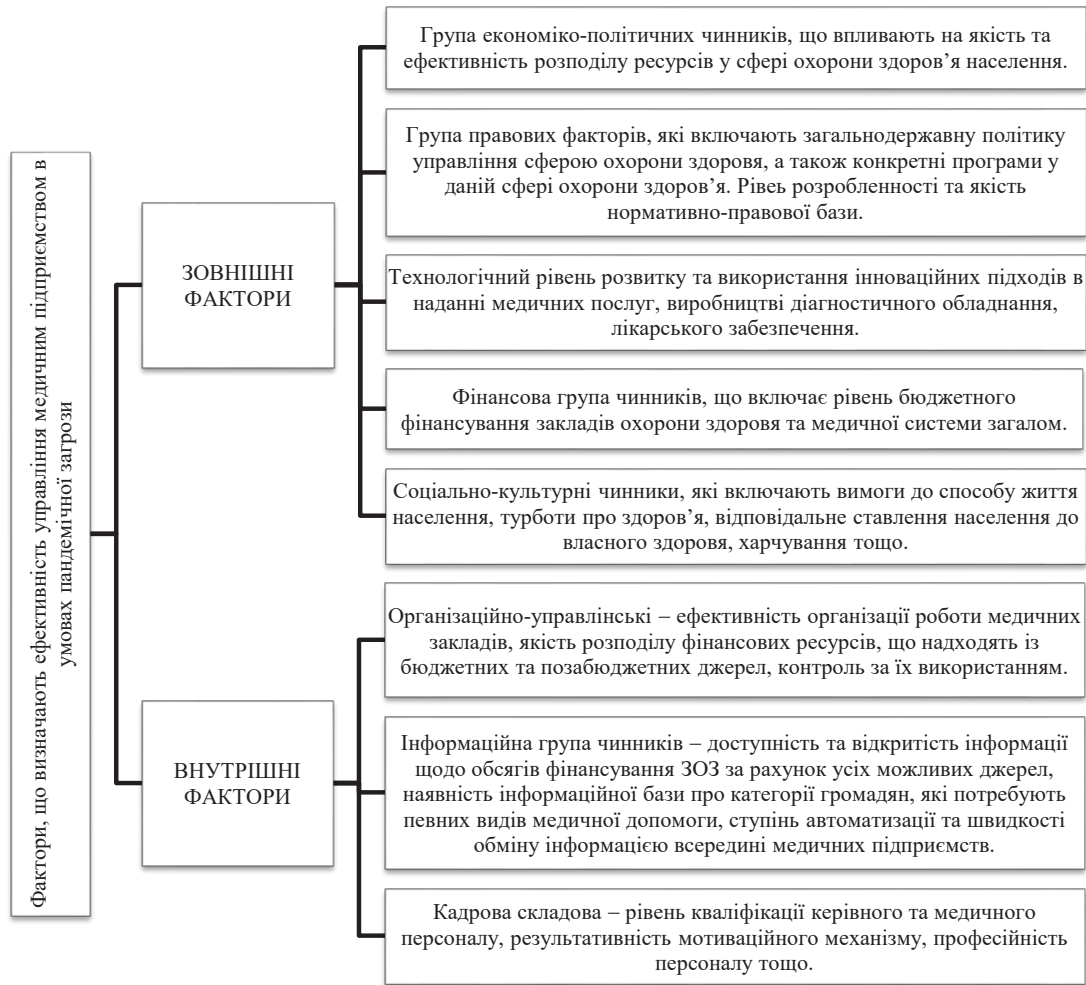 Фактори, що визначають ефективність управління медичним підприємством в
умовах пандемічної загрози
ЗОВНІШНІ
ФАКТОРИ
Група економіко-політичних чинників, що впливають на якість та
ефективність розподілу ресурсів у сфері охорони здоров’я населення.
Група правових факторів, які включають загальнодержавну політику
управління сферою охорони здоровя, а також конкретні програми у
даній сфері охорони здоров’я. Рівеь розробленності та якість
нормативно-правової бази.
Технологічний рівень розвитку та використання інноваційних підходів в
наданні медичних послуг, виробництві діагностичного обладнання,
лікарського забезпечення.
Фінансова група чинників, що включає рівень бюджетного
фінансування закладів охорони здоровя та медичної системи загалом.
Соціально-культурні чинники, які включають вимоги до способу життя
населення, турботи про здоров’я, відповідальне ставлення населення до
власного здоровя, харчування тощо.
ВНУТРІШНІ
ФАКТОРИ
Організаційно-управлінські – ефективність організації роботи медичних
закладів, якість розподілу фінансових ресурсів, що надходять із
бюджетних та позабюджетних джерел, контроль за їх використанням.
Інформаційна група чинників – доступність та відкритість інформації
щодо обсягів фінансування ЗОЗ за рахунок усіх можливих джерел,
наявність інформаційної бази про категорії громадян, які потребують
певних видів медичної допомоги, ступінь автоматизації та швидкості
обміну інформацією всередині медичних підприємств.
Кадрова складова – рівень кваліфікації керівного та медичного
персоналу, результативність мотиваційного механізму, професійність
персоналу тощо.